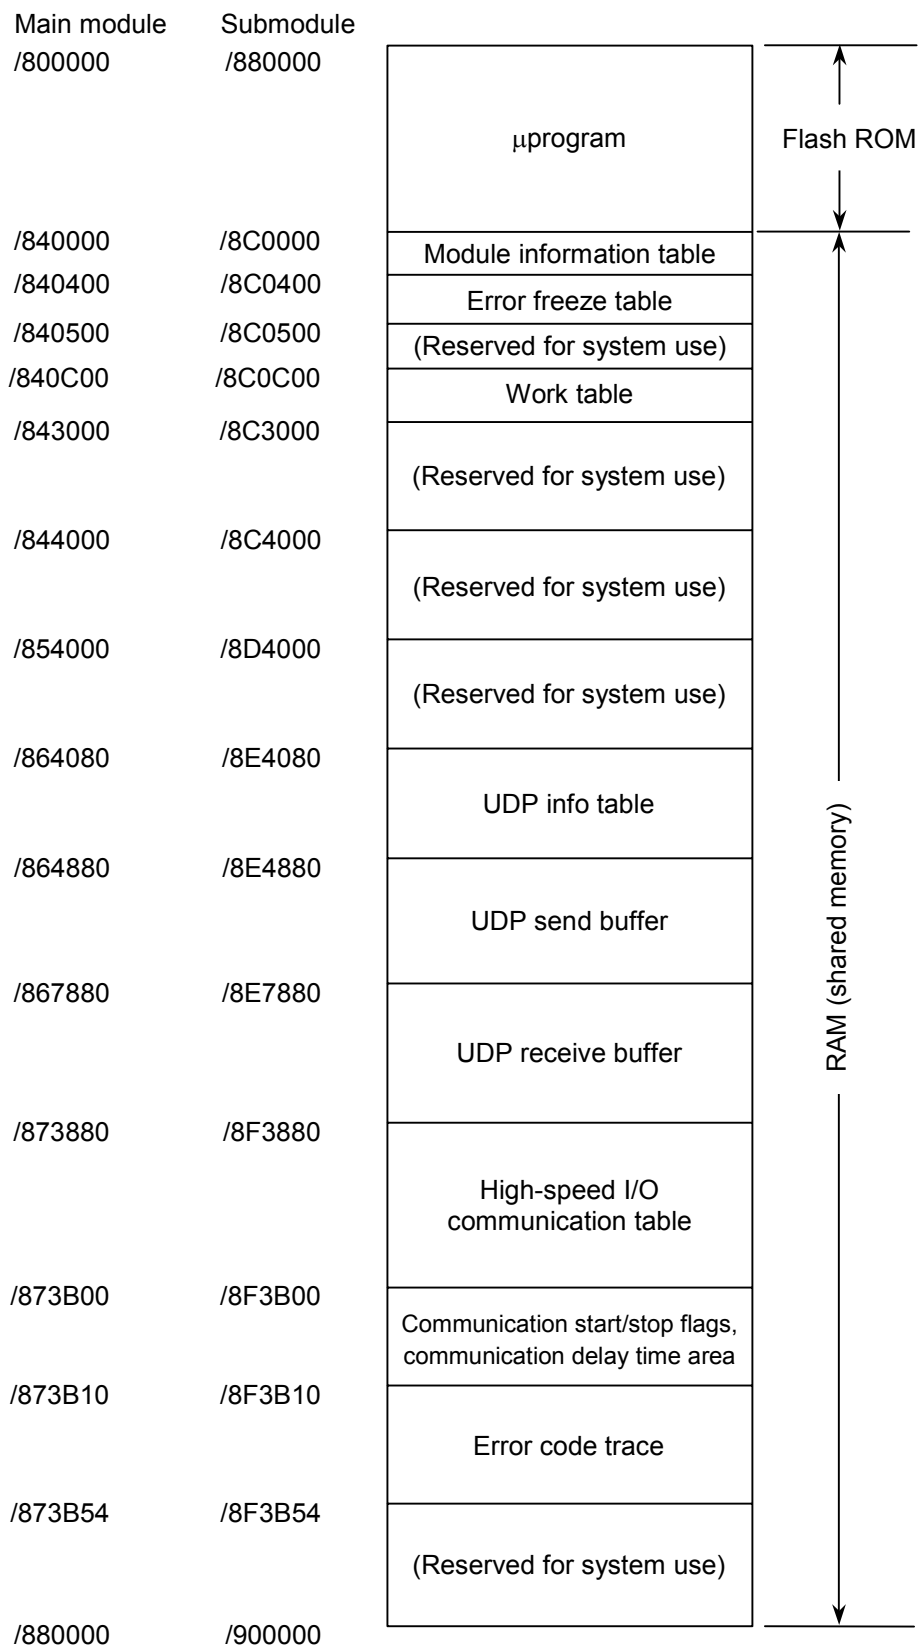 Main module Submodule
/800000 /880000
μprogram
Flash ROM
/840000 /8C0000
Module information table
/840400 /8C0400
Error freeze table
/840500 /8C0500
(Reserved for system use)
/840C00 /8C0C00
Work table
/843000 /8C3000
(Reserved for system use)
/844000 /8C4000
(Reserved for system use)
/854000 /8D4000
(Reserved for system use)
/864080 /8E4080
UDP info table
/864880 /8E4880
UDP send buffer
/867880 /8E7880
UDP receive buffer
RAM (shared memory)
/873880 /8F3880
High-speed I/O
communication table
/873B00 /8F3B00
Communication start/stop flags,
communication delay time area
/873B10 /8F3B10
Error code trace
/873B54 /8F3B54
(Reserved for system use)
/880000 /900000